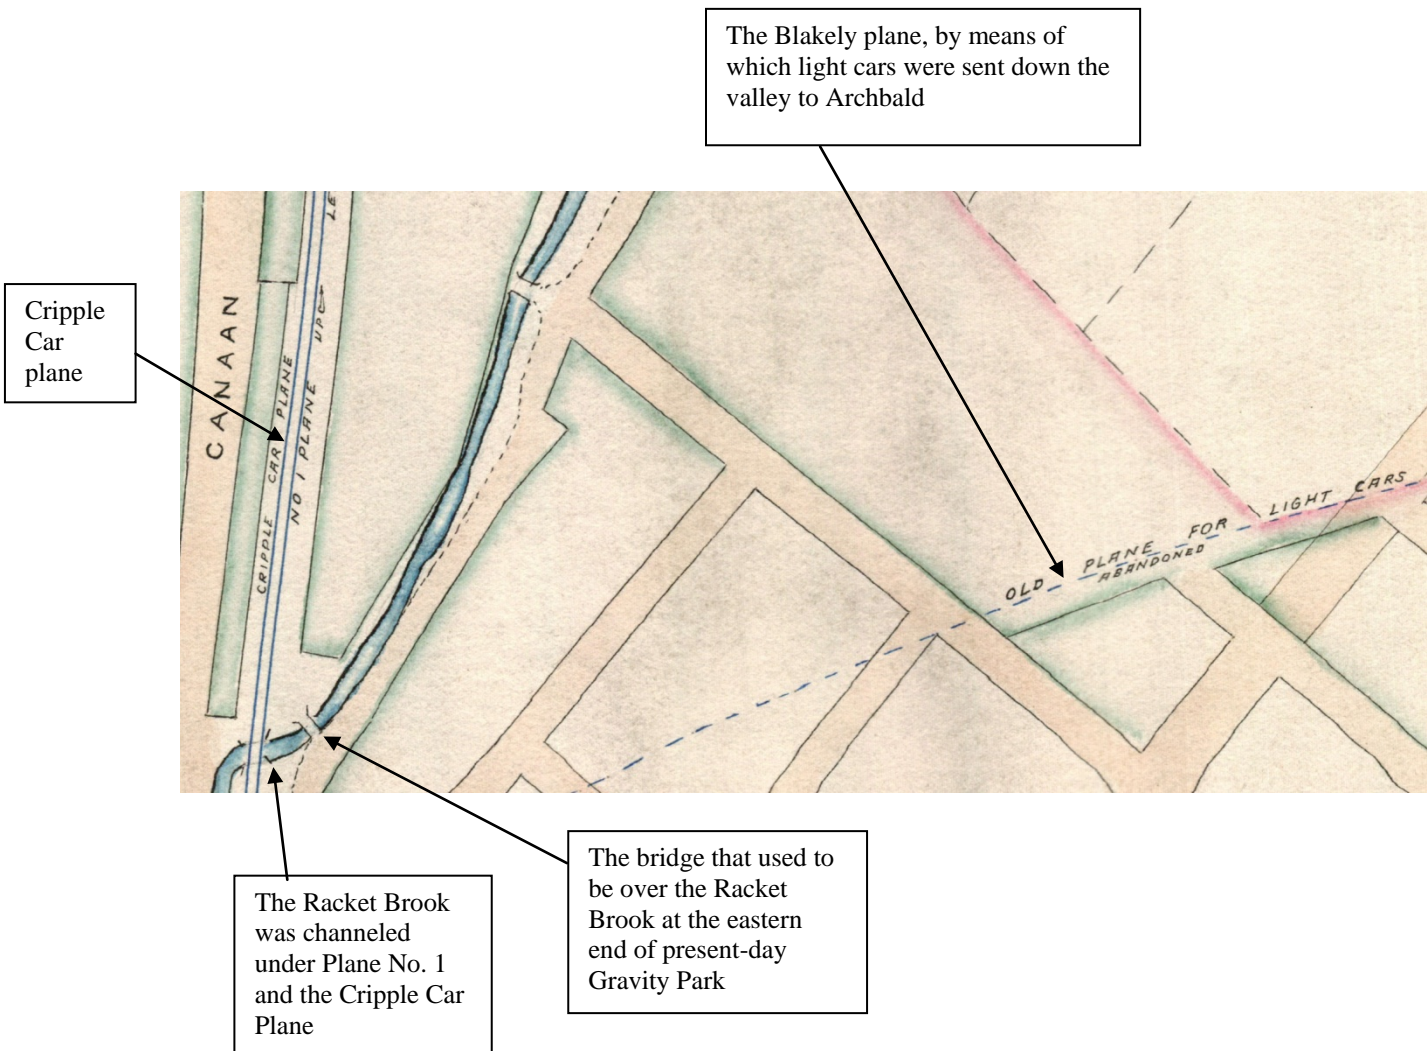 The Blakely plane, by means of
which light cars were sent down the
valley to Archbald
Cripple
Car
plane
CANAAN
CRIPPLE CAR PLANE
NO 1 PLANE
LE
OLD PLANE FOR LIGHT CARS
ABANDONED
The Racket Brook
was channeled
under Plane No. 1
and the Cripple Car
Plane
The bridge that used to
be over the Racket
Brook at the eastern
end of present-day
Gravity Park